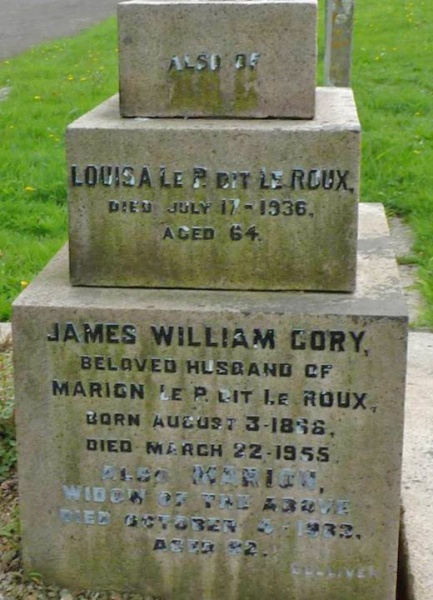 ALSO OF
LOUISA LE P. DIT LE ROUX,
DIED JULY 17-1936.
AGED 64.
JAMES WILLIAM CORY,
BELOVED HUSBAND OF
MARION LE P. DIT LE ROUX,
BORN AUGUST 3-1866,
DIED MARCH 22-1955.
ALSO MARION,
WIDOW OF THE ABOVE
DIED OCTOBER
AGED